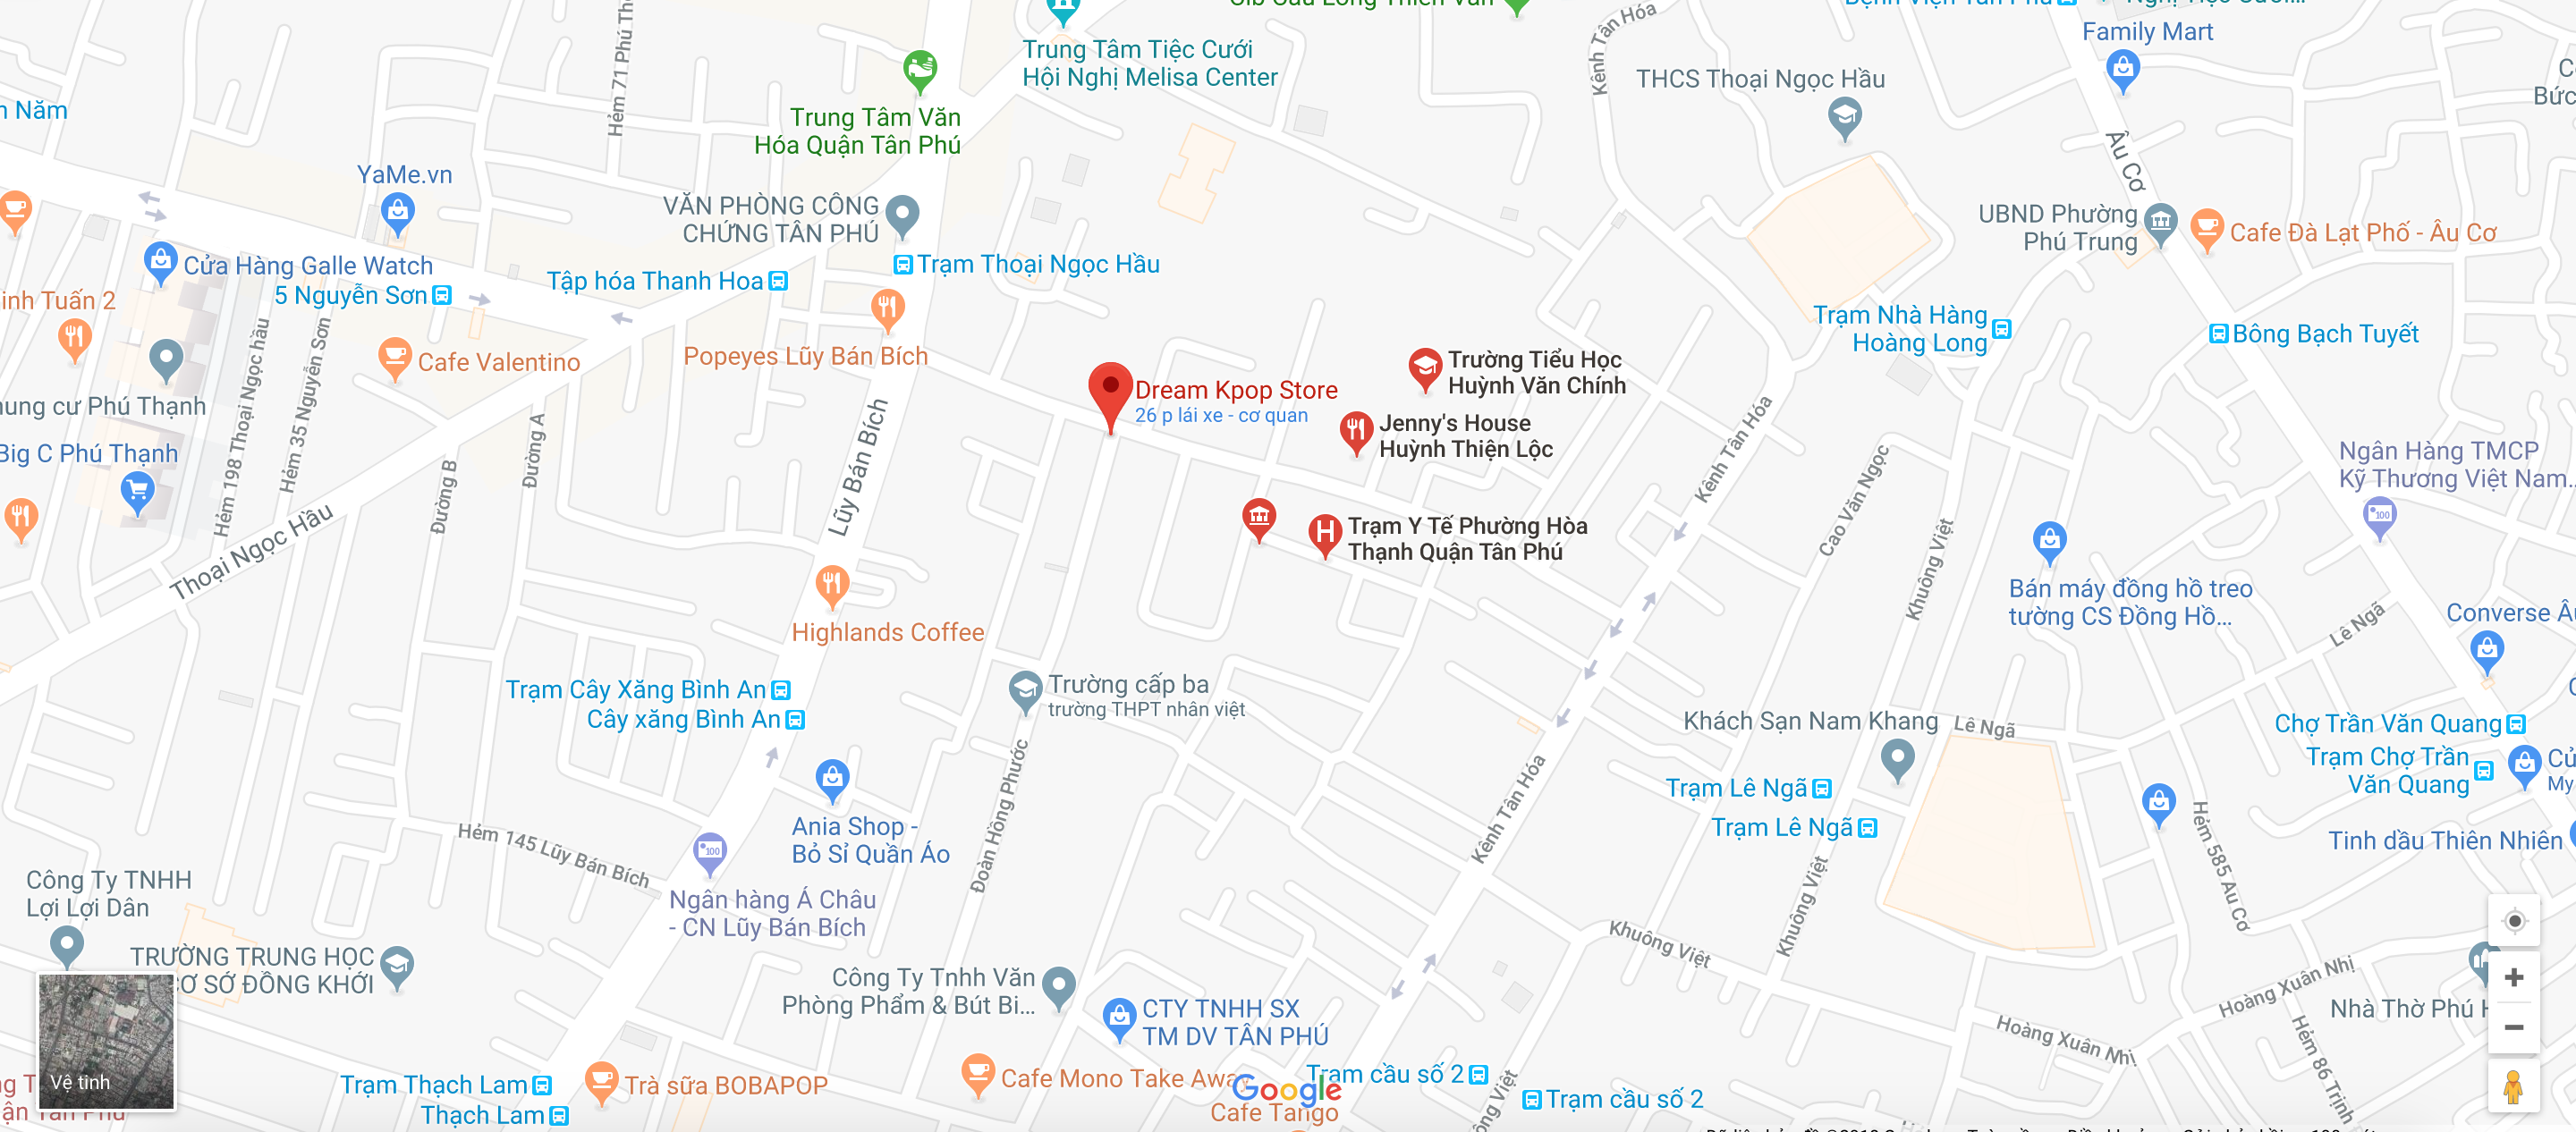 Family Mart
Trung Tâm Tiệc Cưới
Hội Nghị Melisa Center
Kênh Tân Hóa
THCS Thoại Ngọc Hầu
Hẻm 71 Phú Thọ
Trung Tâm Văn
Hóa Quận Tân Phú
n Năm
Âu Cơ
YaMe.vn
VĂN PHÒNG CÔNG
CHỨNG TÂN PHÚ
UBND Phường
Phú Trung
Cafe Đà Lạt Phố - Âu Cơ
Cửa Hàng Galle Watch
5 Nguyễn Sơn
Tập hóa Thanh Hoa
Trạm Thoại Ngọc Hầu
inh Tuấn 2
Trạm Nhà Hàng
Hoàng Long
Bông Bạch Tuyết
Cafe Valentino
Popeyes Lũy Bán Bích
Trường Tiểu Học
Huỳnh Văn Chính
Dream Kpop Store
26 p lái xe - cơ quan
Jenny's House
Huỳnh Thiện Lộc
hung cư Phú Thạnh
Big C Phú Thạnh
Hẻm 198 Thoại Ngọc hầu
Hẻm 35 Nguyễn Sơn
Đường B
Đường A
Lũy Bán Bích
Kênh Tân Hóa
Cao Văn Ngọc
Ngân Hàng TMCP
Kỹ Thương Việt Nam...
Thoại Ngọc Hầu
Trạm Y Tế Phường Hòa
Thạnh Quận Tân Phú
Khuông Việt
Bán máy đồng hồ treo
tường CS Đồng Hồ...
Lê Ngã
Converse Âu
Highlands Coffee
Trạm Cây Xăng Bình An
Cây xăng Bình An
Trường cấp ba
trường THPT nhân việt
Khách Sạn Nam Khang
Lê Ngã
Chợ Trần Văn Quang
Trạm Chợ Trần
Văn Quang
Trạm Lê Ngã
Trạm Lê Ngã
Kênh Tân Hóa
Đoàn Hồng Phước
Ania Shop -
Bỏ Sỉ Quần Áo
Hẻm 145 Lũy Bán Bích
Hẻm 585 Au Cơ
Tinh dầu Thiên Nhiên
Công Ty TNHH
Lợi Lợi Dân
Ngân hàng Á Châu
- CN Lũy Bán Bích
Khuông Việt
Khuông Việt
TRƯỜNG TRUNG HỌC
CƠ SỞ ĐỒNG KHỞI
Công Ty Tnhh Văn
Phòng Phẩm & Bút Bi...
CTY TNHH SX
TM DV TÂN PHÚ
Hoàng Xuân Nhị
Hoàng Xuân Nhị
Nhà Thờ Phú H
Hẻm 86 Trịnh
Vệ tinh
Trạm Thạch Lam
Thạch Lam
Trà sữa BOBAPOP
Cafe Mono Take Away
Google
Cafe Tango
Trạm cầu số 2
Trạm cầu số 2